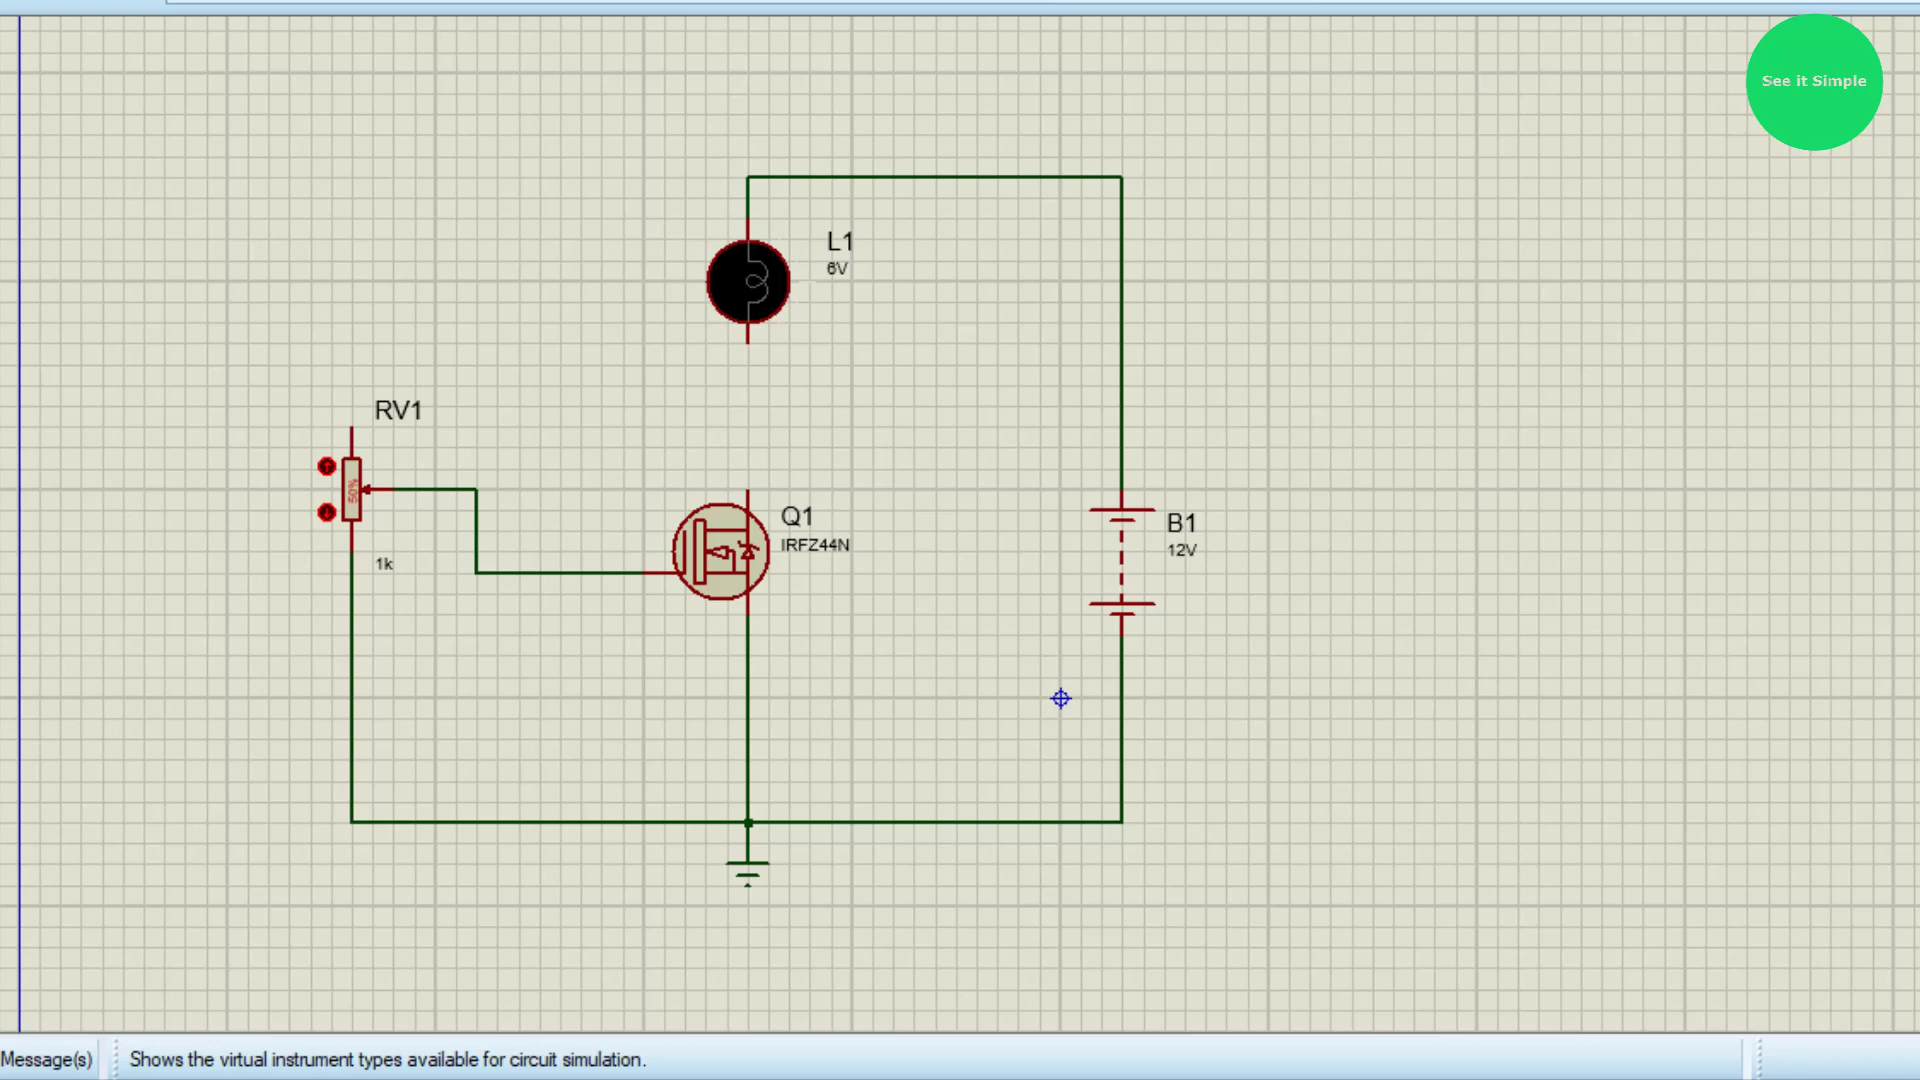 See it Simple
L1
6V
RV1
50%
1k
Q1
IRFZ44N
B1
12V
Message(s)
Shows the virtual instrument types available for circuit simulation.